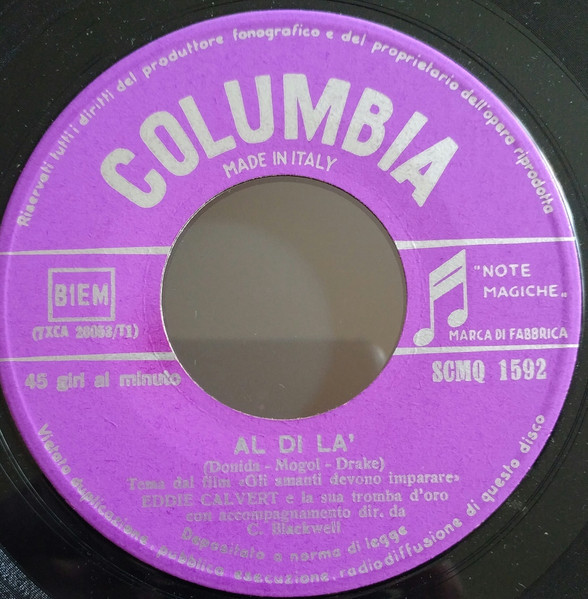 Riservati tutti i diritti del produttore fonografico e del proprietario dell'opera riprodotta
COLUMBIA
MADE IN ITALY
BIEM
(TXCA 20053/T1)
"NOTE
MAGICHE„
MARCA DI FABBRICA
45 giri al minuto
SCMQ 1592
AL DI LA'
(Donida - Mogol - Drake)
Tema dal film «Gli amanti devono imparare»
EDDIE CALVERT e la sua tromba d'oro
con accompagnamento dir. da
C. Blackwell
Depositato a norma di legge
Vietata duplicazione, pubblica esecuzione, radiodiffusione di questo disco